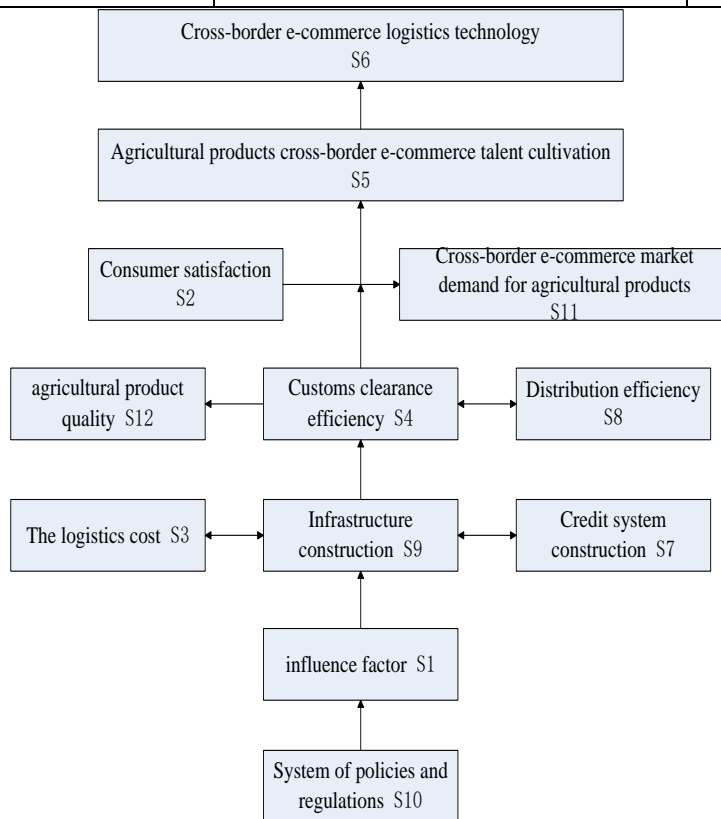 Cross-border e-commerce logistics technology
S6
Agricultural products cross-border e-commerce talent cultivation
S5
Consumer satisfaction
S2
Cross-border e-commerce market
demand for agricultural products
S11
agricultural product
quality S12
Customs clearance
efficiency S4
Distribution efficiency
S8
The logistics cost S3
Infrastructure
construction S9
Credit system
construction S7
influence factor S1
System of policies and
regulations S10